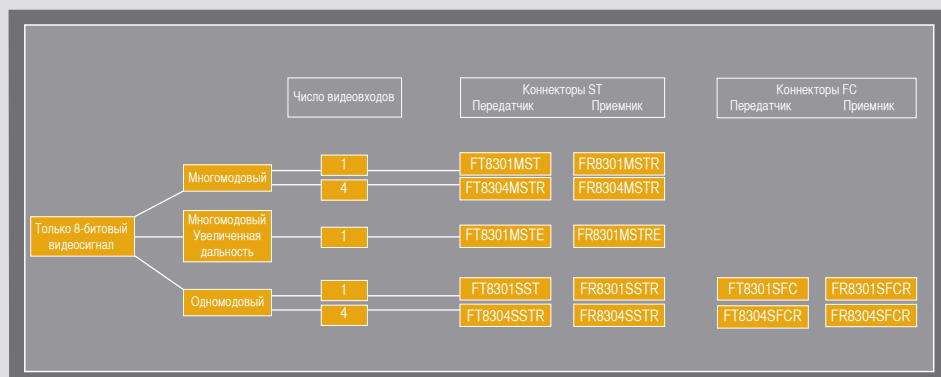 Число видеовходов
Коннекторы ST
Передатчик Приемник
Коннекторы FC
Передатчик Приемник
Только 8-битовый
видеосигнал
Многомодовый
1
FT8301MST FR8301MSTR
4
FT8304MSTR FR8304MSTR
Многомодовый
Увеличенная
дальность
1
FT8301MSTE FR8301MSTRE
Одномодовый
1
FT8301SST FR8301SSTR FT8301SFC FR8301SFCR
4
FT8304SSTR FR8304SSTR FT8304SFCR FR8304SFCR